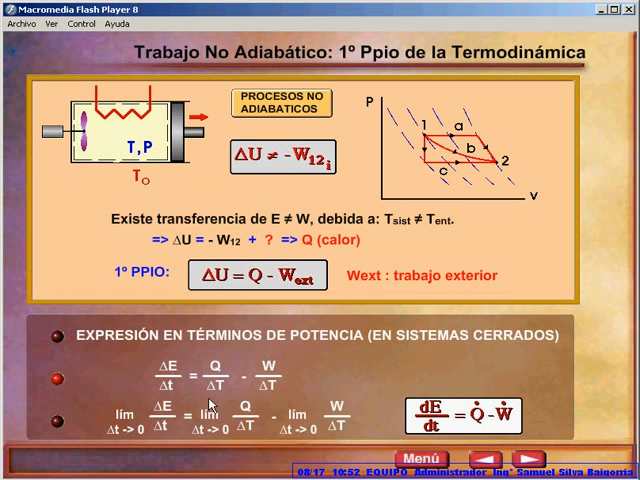 Macromedia Flash Player 8
Archivo Ver Control Ayuda
Trabajo No Adiabático: 1º Ppio de la Termodinámica
PROCESOS NO
ADIABATICOS
T,P
To
ΔU ≠ -W12 i
P
1
a
b
c
2
v
Existe transferencia de E ≠ W, debida a: Tsist ≠ Tent.
=> ΔU = - W12 + ? => Q (calor)
1º PPIO:
ΔU = Q - Wext
Wext : trabajo exterior
EXPRESIÓN EN TÉRMINOS DE POTENCIA (EN SISTEMAS CERRADOS)
ΔE/Δt = Q/ΔT - W/ΔT
lím Δt -> 0 ΔE/Δt = lím Δt -> 0 Q/ΔT - lím Δt -> 0 W/ΔT
dE/dt = Q̇ - Ẇ
Menú
08/17 10:52 EQUIPO Administrador Ingº Samuel Silva Baigorria